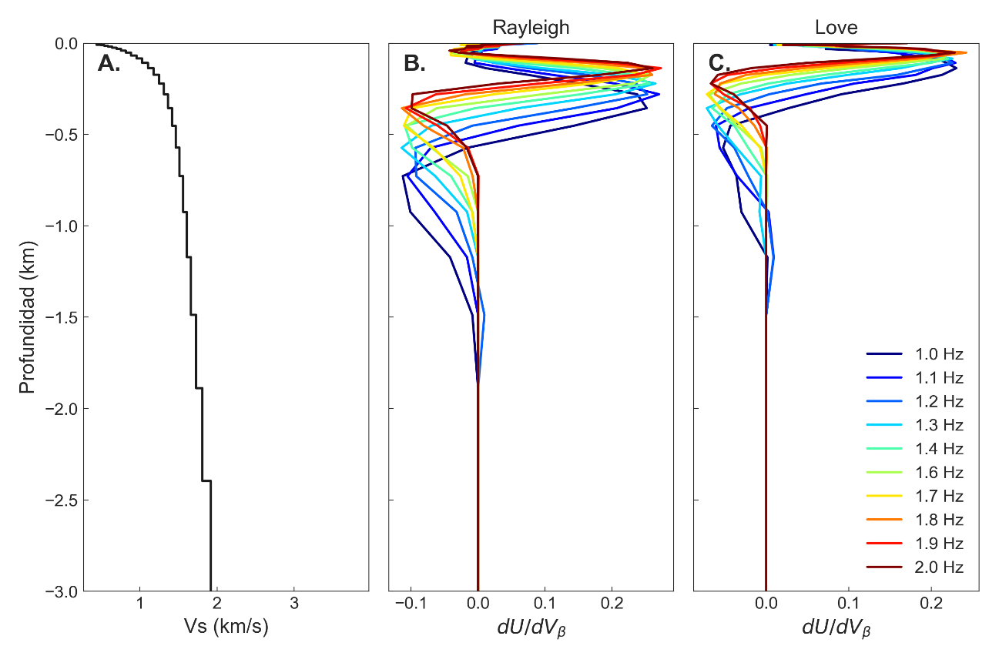 Rayleigh
Love
A.
B.
C.
0.0
−0.5
−1.0
−1.5
−2.0
−2.5
−3.0
Profundidad (km)
1.0 Hz
1.1 Hz
1.2 Hz
1.3 Hz
1.4 Hz
1.6 Hz
1.7 Hz
1.8 Hz
1.9 Hz
2.0 Hz
1 2 3
−0.1 0.0 0.1 0.2
0.0 0.1 0.2
Vs (km/s)
dU/dVβ
dU/dVβ